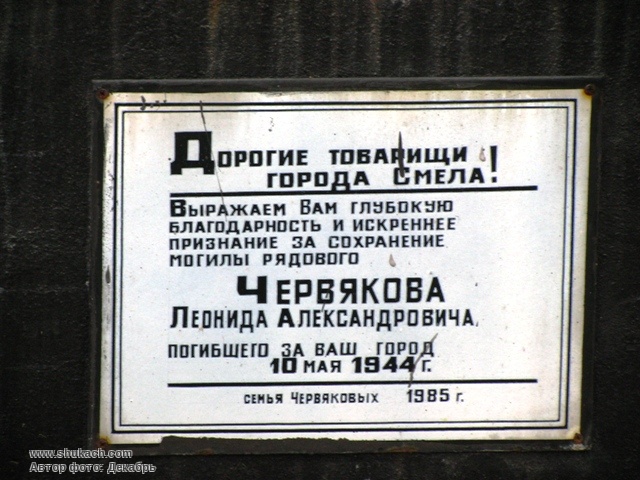 Дорогие товарищи
города Смела!
Выражаем Вам глубокую
благодарность и искреннее
признание за сохранение
могилы рядового
Червякова
Леонида Александровича,
погибшего за ваш город
10 мая 1944 г.
семья Червяковых 1985 г.
www.shukach.com
Автор фото: Декабрь